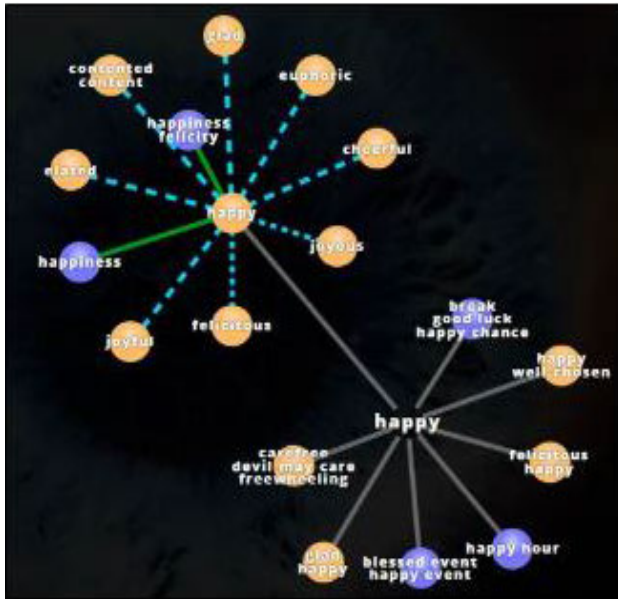 glad
contented
content
euphoric
happiness
felicity
cheerful
elated
happy
joyous
happiness
felicitous
joyful
break
good luck
happy chance
happy
well chosen
happy
carefree
devil may care
freewheeling
felicitous
happy
glad
happy
blessed event
happy event
happy hour